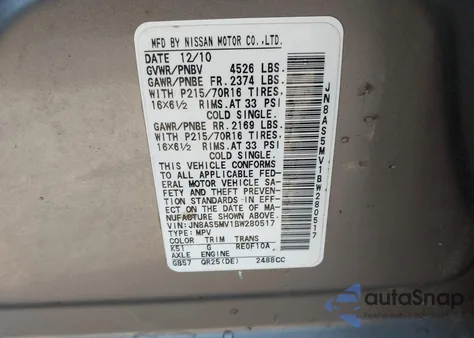 MFD BY NISSAN MOTOR CO.,LTD.
DATE 12/10
GVWR/PNBV 4526 LBS.
GAWR/PNBE FR. 2374 LBS.
WITH P215/70R16 TIRES,
16X6½ RIMS, AT 33 PSI
COLD SINGLE.
GAWR/PNBE RR. 2169 LBS.
WITH P215/70R16 TIRES,
16X6½ RIMS, AT 33 PSI
COLD SINGLE.
THIS VEHICLE CONFORMS
TO ALL APPLICABLE FED-
ERAL MOTOR VEHICLE SA-
FETY AND THEFT PREVEN-
TION STANDARDS IN EF-
FECT ON THE DATE OF MA-
NUFACTURE SHOWN ABOVE
VIN: JN8AS5MV1BW280517
TYPE: MPV
COLOR TRIM TRANS
K51 G RE0F10A
AXLE ENGINE
GB57 QR25(DE) 2488CC
JN8AS5MV1BW280517
autoSnap